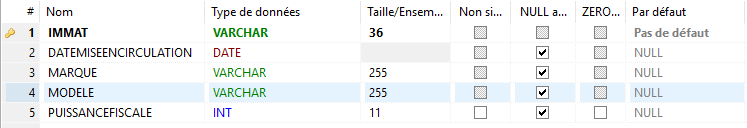 # Nom Type de données Taille/Ensem... Non si... NULL a... ZERO... Par défaut
1 IMMAT VARCHAR 36 Pas de défaut
2 DATEMISEENCIRCULATION DATE NULL
3 MARQUE VARCHAR 255 NULL
4 MODELE VARCHAR 255 NULL
5 PUISSANCEFISCALE INT 11 NULL